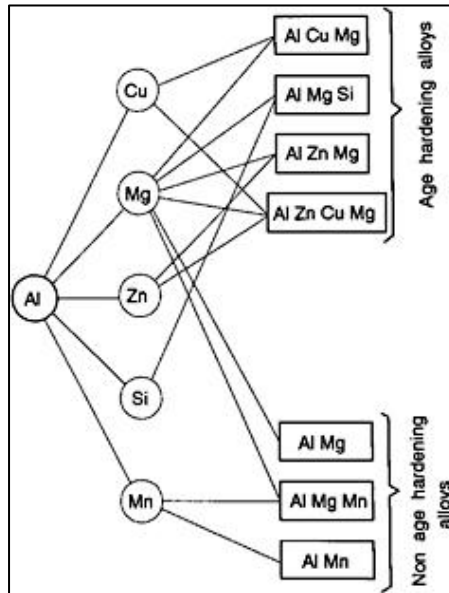 Al
Cu
Mg
Zn
Si
Mn
Al Cu Mg
Al Mg Si
Al Zn Mg
Al Zn Cu Mg
Age hardening alloys
Al Mg
Al Mg Mn
Al Mn
Non age hardening
alloys